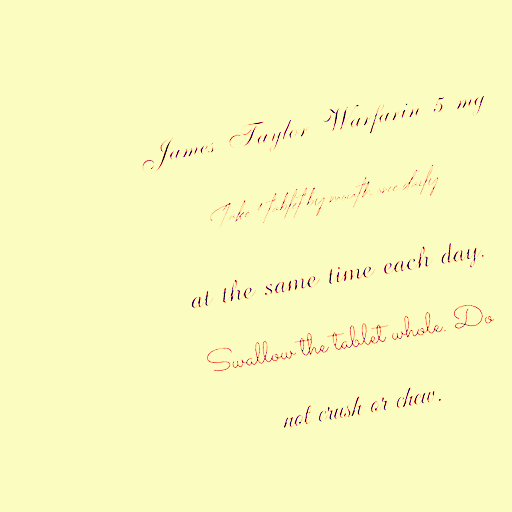 James Taylor Warfarin 5 mg
Take 1 tablet by mouth daily
at the same time each day.
Swallow the tablet whole. Do
not crush or chew.